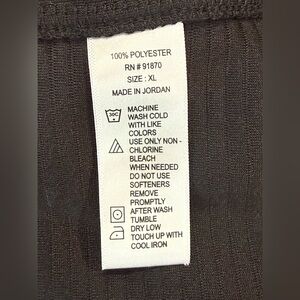 100% POLYESTER
RN # 91870
SIZE : XL
MADE IN JORDAN
MACHINE
WASH COLD
WITH LIKE
COLORS
USE ONLY NON -
CHLORINE
BLEACH
WHEN NEEDED
DO NOT USE
SOFTENERS
REMOVE
PROMPTLY
AFTER WASH
TUMBLE
DRY LOW
TOUCH UP WITH
COOL IRON